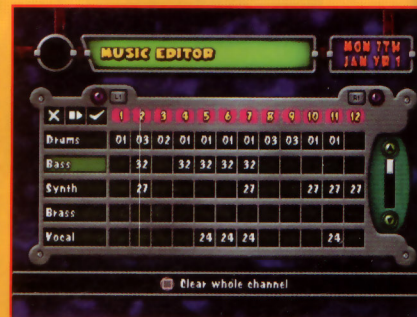 MUSIC EDITOR
MON 7TH
JAN YR 1
L1 R1
1 2 3 4 5 6 7 8 9 10 11 12
Drums 01 03 02 01 01 01 01 03 03 01 01
Bass 32 32 32 32 32
Synth 27 27 27 27 27
Brass
Vocal 24 24 24 24
Clear whole channel